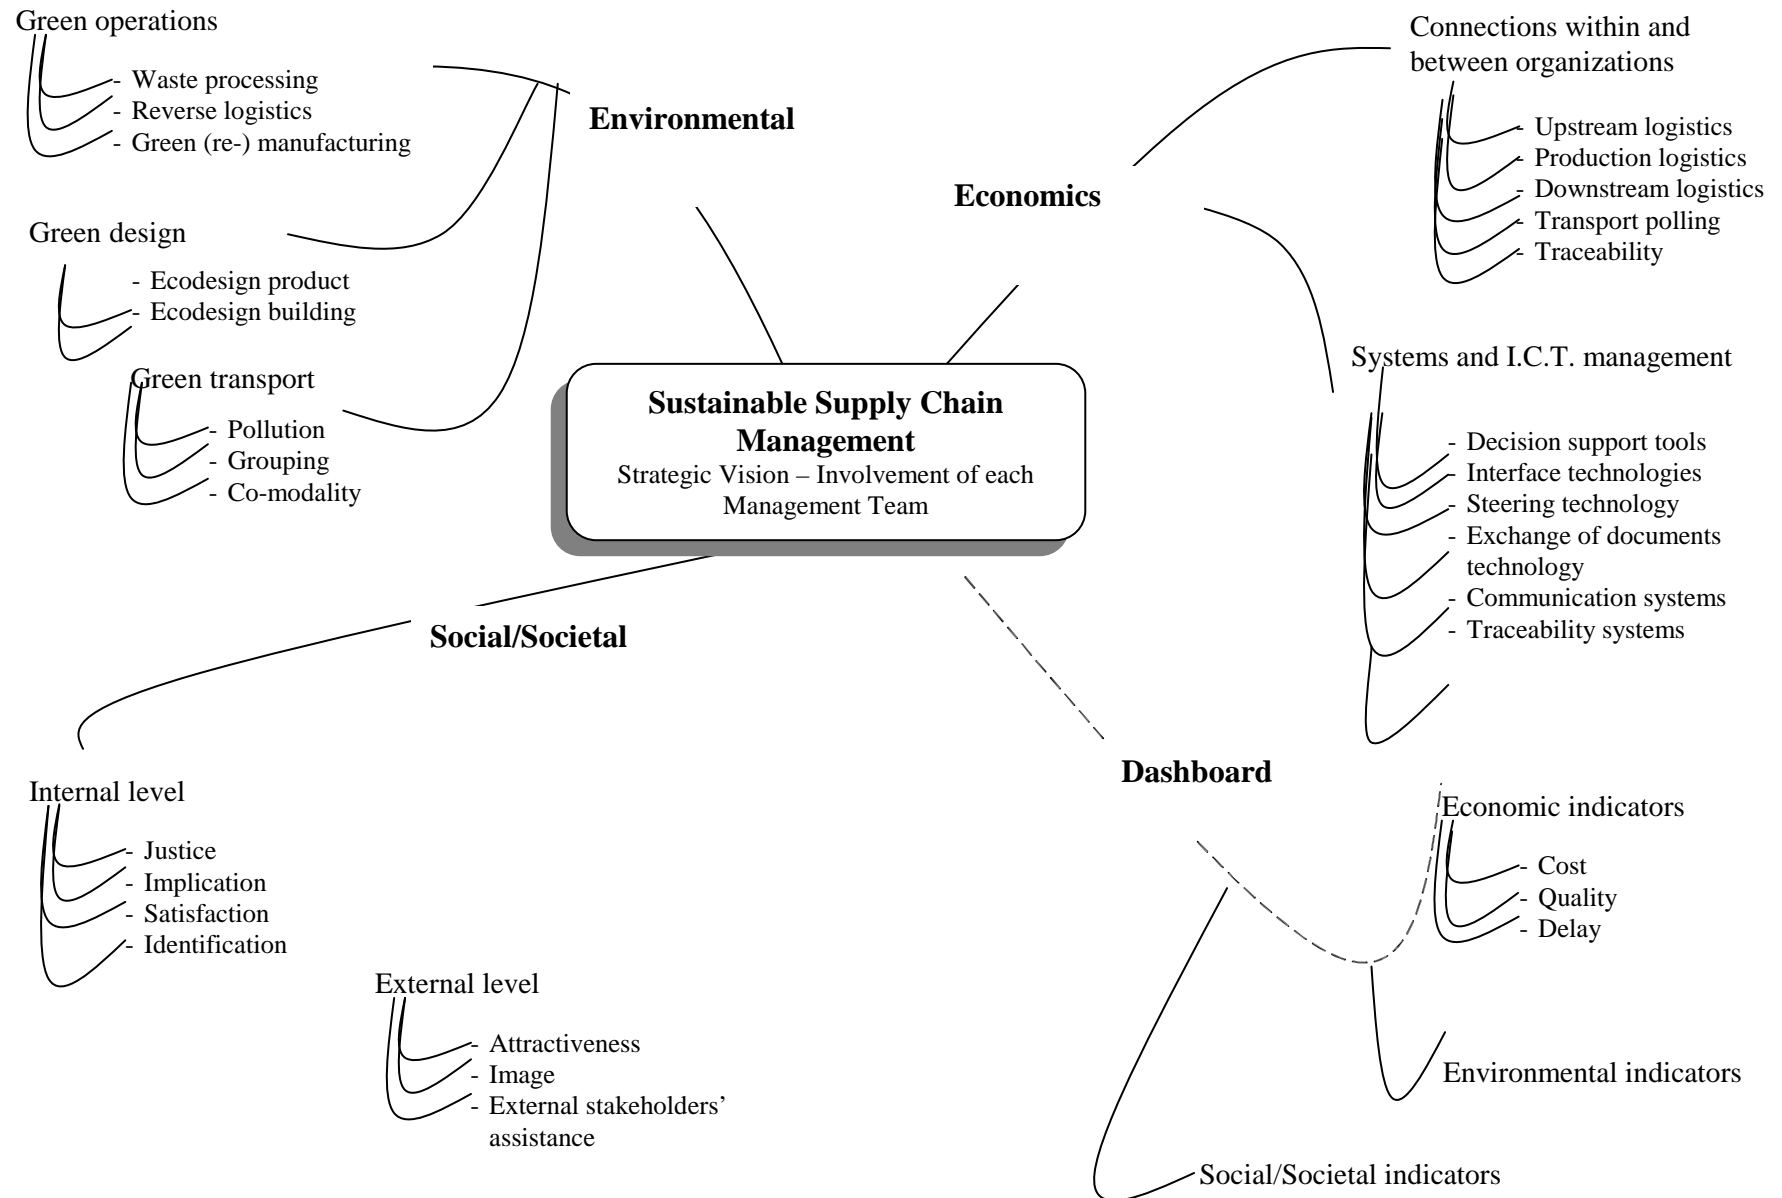 Green operations
- Waste processing
- Reverse logistics
- Green (re-) manufacturing
Environmental
Green design
- Ecodesign product
- Ecodesign building
Green transport
- Pollution
- Grouping
- Co-modality
Economics
Connections within and
between organizations
- Upstream logistics
- Production logistics
- Downstream logistics
- Transport polling
- Traceability
Systems and I.C.T. management
- Decision support tools
- Interface technologies
- Steering technology
- Exchange of documents
technology
- Communication systems
- Traceability systems
Sustainable Supply Chain
Management
Strategic Vision – Involvement of each
Management Team
Social/Societal
Internal level
- Justice
- Implication
- Satisfaction
- Identification
External level
- Attractiveness
- Image
- External stakeholders’
assistance
Dashboard
Economic indicators
- Cost
- Quality
- Delay
Environmental indicators
Social/Societal indicators